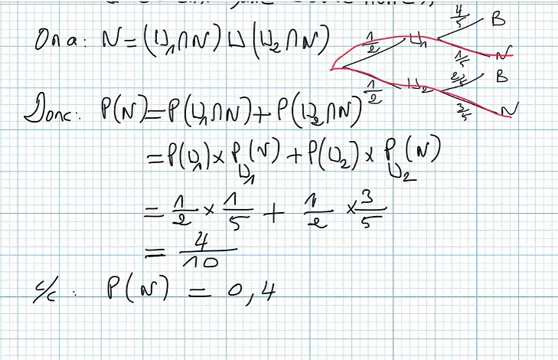 On a : N = (U₁∩N) ∪ (U₂∩N)
1/2 U₁ 4/5 B
1/5 N
1/2 U₂ 2/5 B
3/5 N
Donc : P(N) = P(U₁∩N) + P(U₂∩N)
= P(U₁) × P_U₁(N) + P(U₂) × P_U₂(N)
= 1/2 × 1/5 + 1/2 × 3/5
= 4/10
c/c : P(N) = 0,4